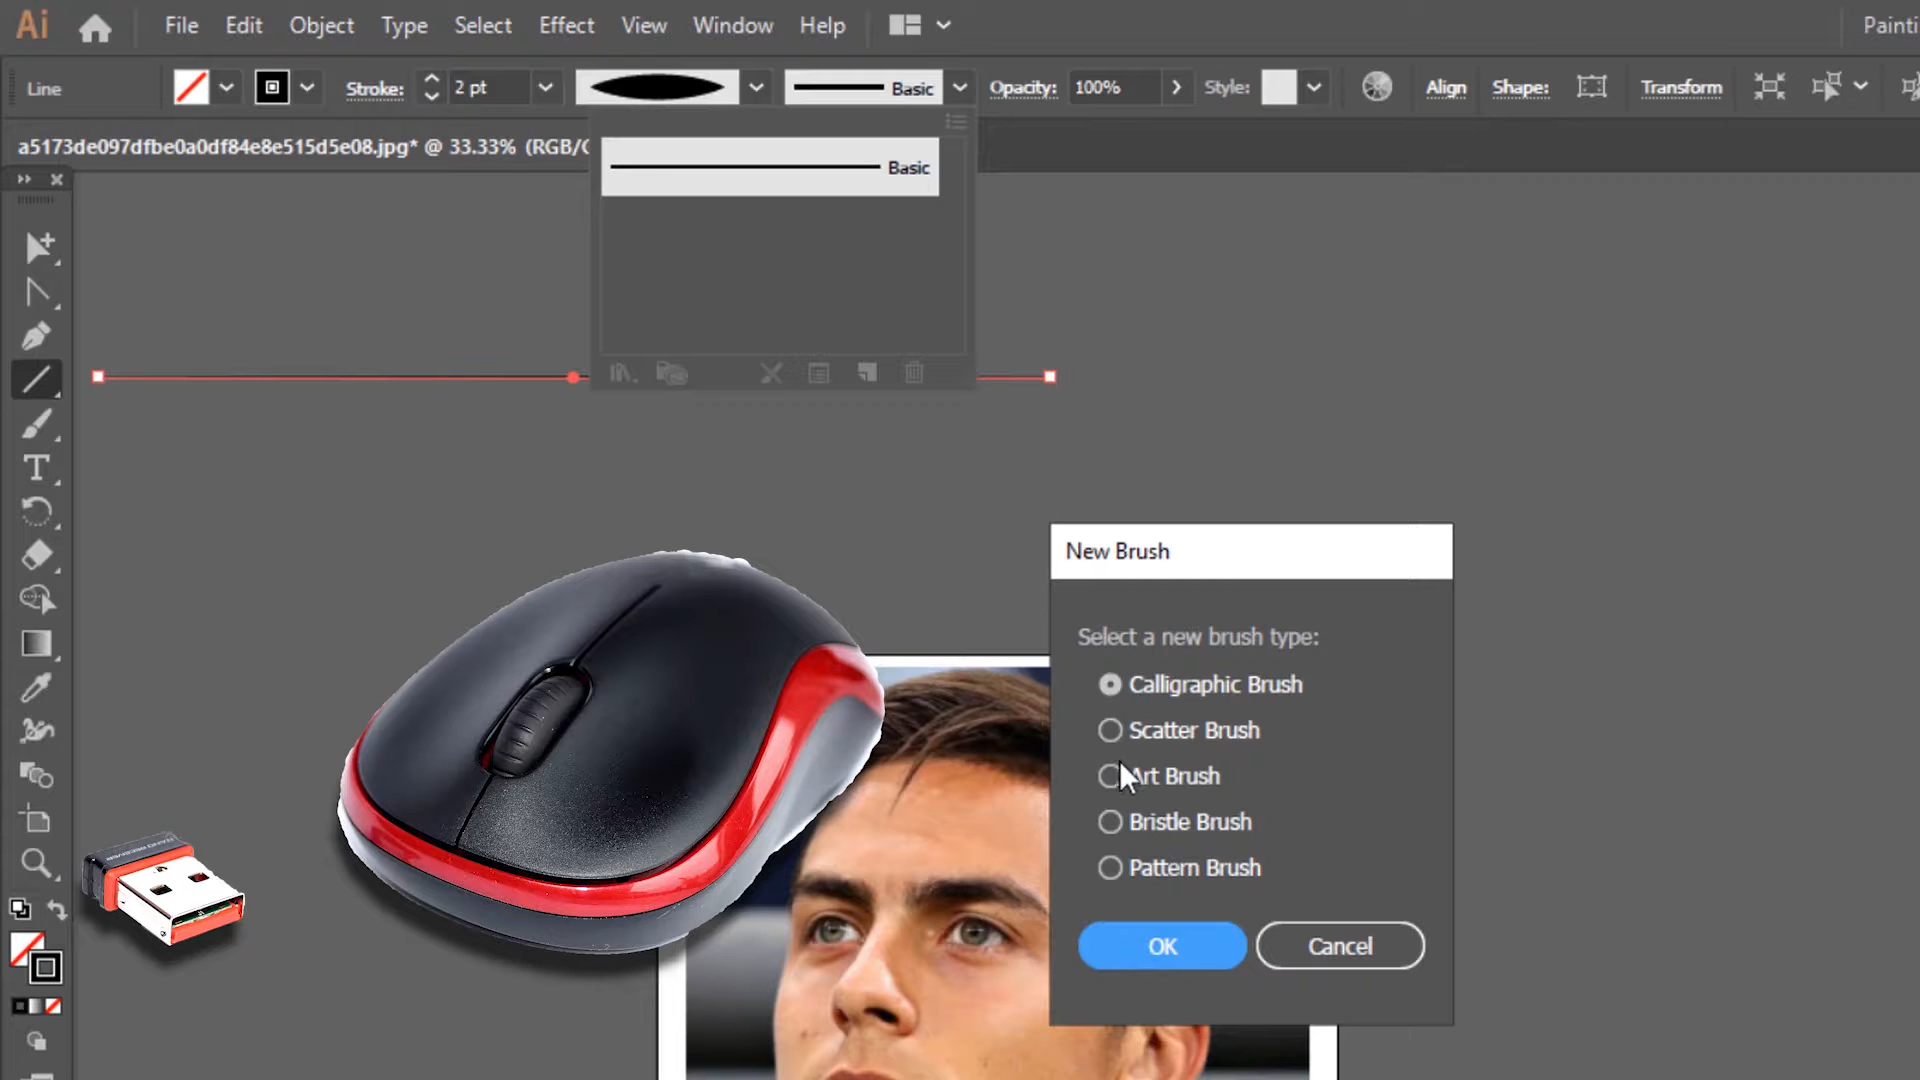 Ai File Edit Object Type Select Effect View Window Help Painti
Line Stroke: 2 pt Basic Opacity: 100% Style: Align Shape: Transform
a5173de097dfbe0a0df84e8e515d5e08.jpg* @ 33.33% (RGB/
Basic
New Brush
Select a new brush type:
Calligraphic Brush
Scatter Brush
Art Brush
Bristle Brush
Pattern Brush
OK Cancel
NANO RECEIVER